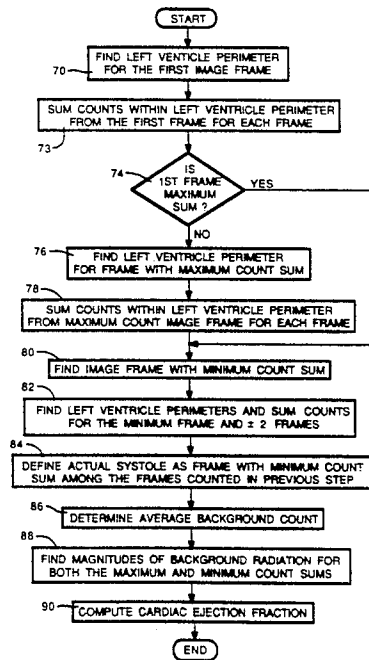 START
FIND LEFT VENTICLE PERIMETER
FOR THE FIRST IMAGE FRAME
70
SUM COUNTS WITHIN LEFT VENTRICLE PERIMETER
FROM THE FIRST FRAME FOR EACH FRAME
73
74
IS
1ST FRAME
MAXIMUM
SUM ?
YES
NO
76
FIND LEFT VENTRICLE PERIMETER
FOR FRAME WITH MAXIMUM COUNT SUM
78
SUM COUNTS WITHIN LEFT VENTRICLE PERIMETER
FROM MAXIMUM COUNT IMAGE FRAME FOR EACH FRAME
80
FIND IMAGE FRAME WITH MINIMUM COUNT SUM
82
FIND LEFT VENTRICLE PERIMETERS AND SUM COUNTS
FOR THE MINIMUM FRAME AND ± 2 FRAMES
84
DEFINE ACTUAL SYSTOLE AS FRAME WITH MINIMUM COUNT
SUM AMONG THE FRAMES COUNTED IN PREVIOUS STEP
86
DETERMINE AVERAGE BACKGROUND COUNT
88
FIND MAGNITUDES OF BACKGROUND RADIATION FOR
BOTH THE MAXIMUM AND MINIMUM COUNT SUMS
90
COMPUTE CARDIAC EJECTION FRACTION
END